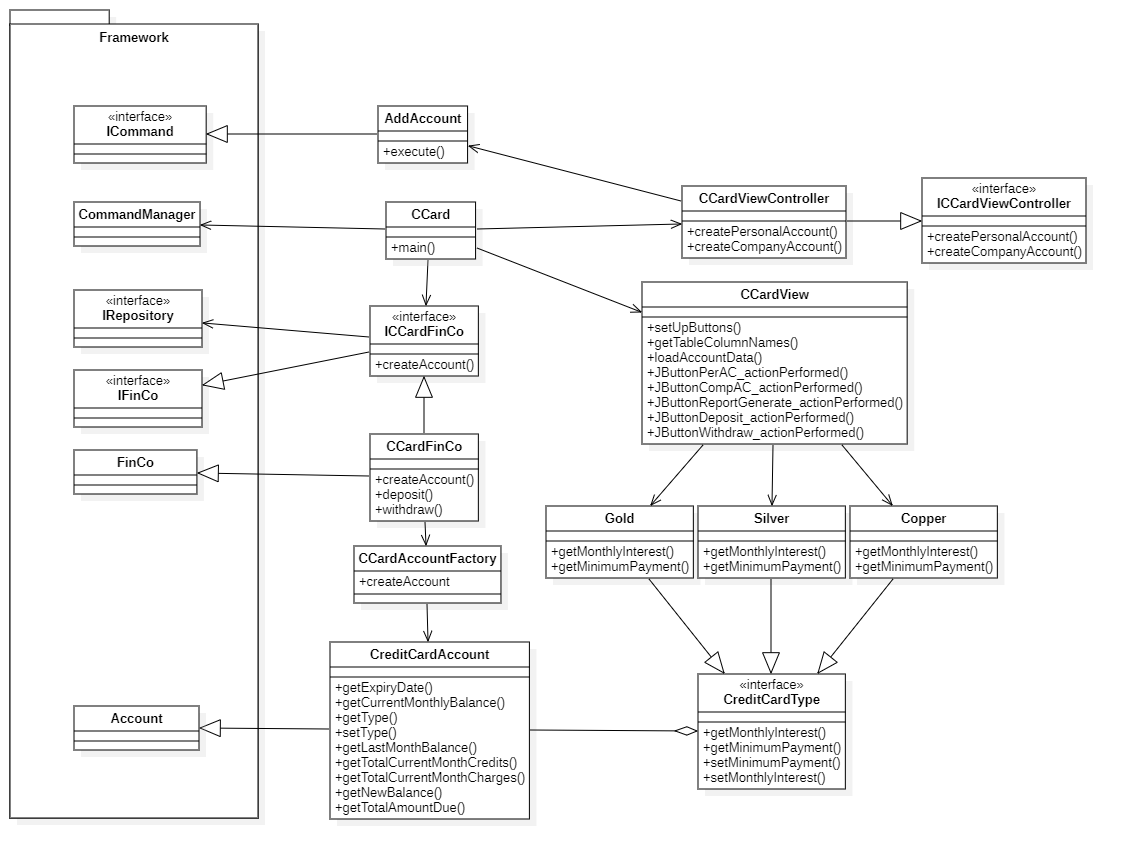 Framework
«interface»
ICommand
CommandManager
«interface»
IRepository
«interface»
IFinCo
FinCo
Account
AddAccount
+execute()
CCard
+main()
«interface»
ICCardFinCo
+createAccount()
CCardFinCo
+createAccount()
+deposit()
+withdraw()
CCardAccountFactory
+createAccount
CreditCardAccount
+getExpiryDate()
+getCurrentMonthlyBalance()
+getType()
+setType()
+getLastMonthBalance()
+getTotalCurrentMonthCredits()
+getTotalCurrentMonthCharges()
+getNewBalance()
+getTotalAmountDue()
CCardViewController
+createPersonalAccount()
+createCompanyAccount()
«interface»
ICCardViewController
+createPersonalAccount()
+createCompanyAccount()
CCardView
+setUpButtons()
+getTableColumnNames()
+loadAccountData()
+JButtonPerAC_actionPerformed()
+JButtonCompAC_actionPerformed()
+JButtonReportGenerate_actionPerformed()
+JButtonDeposit_actionPerformed()
+JButtonWithdraw_actionPerformed()
Gold
+getMonthlyInterest()
+getMinimumPayment()
Silver
+getMonthlyInterest()
+getMinimumPayment()
Copper
+getMonthlyInterest()
+getMinimumPayment()
«interface»
CreditCardType
+getMonthlyInterest()
+getMinimumPayment()
+setMinimumPayment()
+setMonthlyInterest()